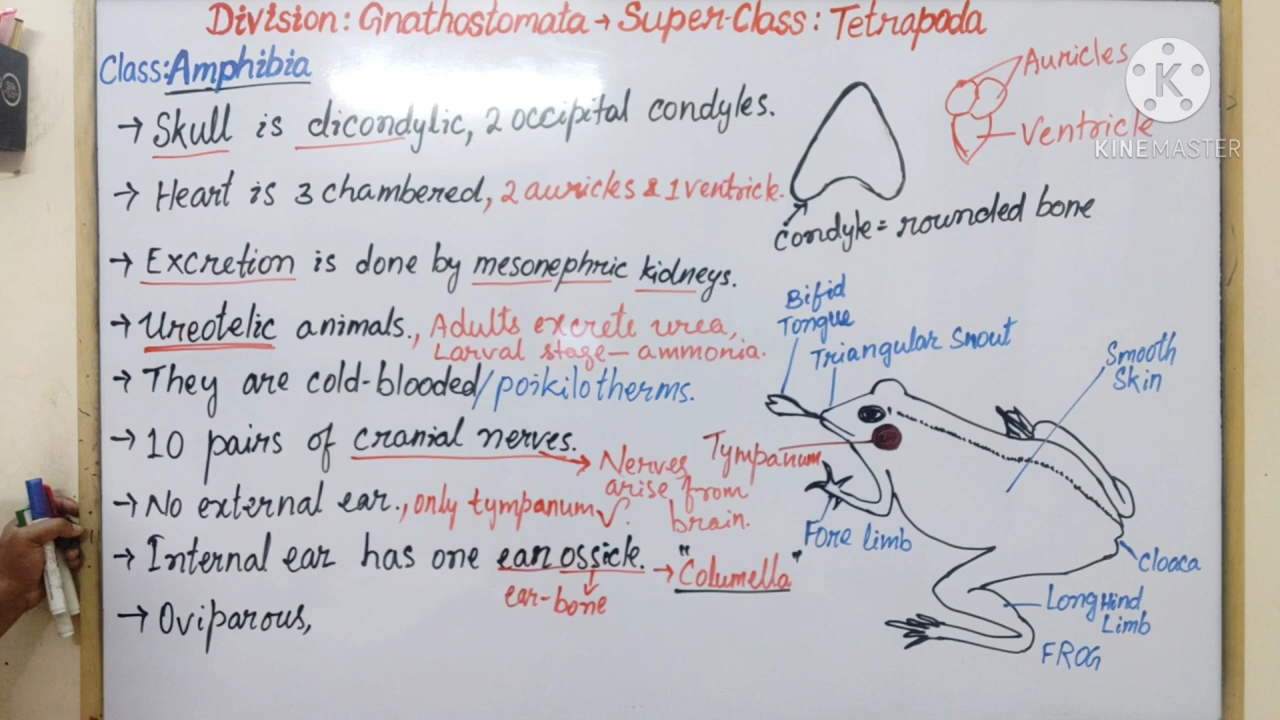 Division: Gnathostomata → Super-Class: Tetrapoda
Class: Amphibia
→ Skull is dicondylic, 2 occipital condyles.
→ Heart is 3 chambered, 2 auricles & 1 ventricle.
→ Excretion is done by mesonephric kidneys.
→ Ureotelic animals., Adults excrete urea,
Larval stage — ammonia.
→ They are cold-blooded/poikilotherms.
→ 10 pairs of cranial nerves.
→ Nerves
arise from
brain.
→ No external ear., only tympanum ✓.
→ Internal ear has one ear ossicle. → "Columella"
ear-bone
→ Oviparous,
Auricles
Ventricle
K
KINEMASTER
Condyle = rounded bone
Bifid
Tongue
Triangular Snout
Smooth
Skin
Tympanum
Fore limb
Cloaca
Long Hind
Limb
FROG